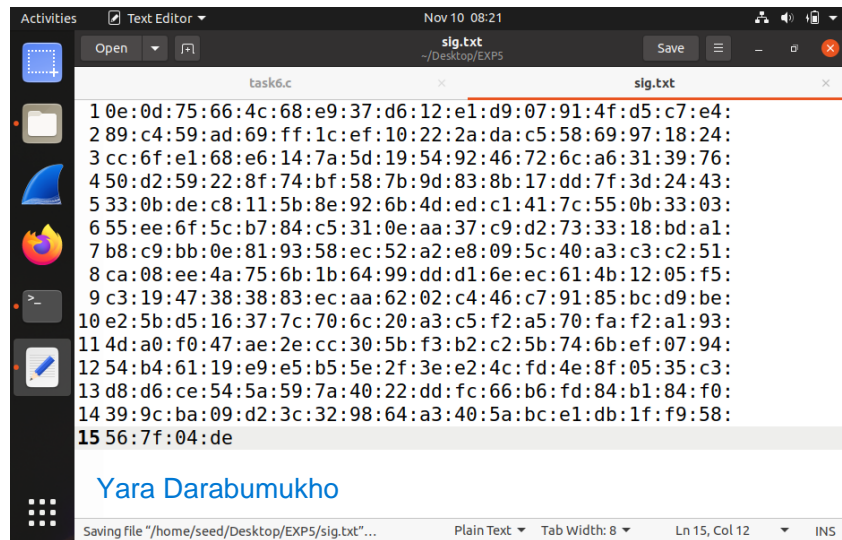 Activities Text Editor Nov 10 08:21
Open sig.txt Save
~/Desktop/EXP5
task6.c sig.txt
1 0e:0d:75:66:4c:68:e9:37:d6:12:e1:d9:07:91:4f:d5:c7:e4:
2 89:c4:59:ad:69:ff:1c:ef:10:22:2a:da:c5:58:69:97:18:24:
3 cc:6f:e1:68:e6:14:7a:5d:19:54:92:46:72:6c:a6:31:39:76:
4 50:d2:59:22:8f:74:bf:58:7b:9d:83:8b:17:dd:7f:3d:24:43:
5 33:0b:de:c8:11:5b:8e:92:6b:4d:ed:c1:41:7c:55:0b:33:03:
6 55:ee:6f:5c:b7:84:c5:31:0e:aa:37:c9:d2:73:33:18:bd:a1:
7 b8:c9:bb:0e:81:93:58:ec:52:a2:e8:09:5c:40:a3:c3:c2:51:
8 ca:08:ee:4a:75:6b:1b:64:99:dd:d1:6e:ec:61:4b:12:05:f5:
9 c3:19:47:38:38:83:ec:aa:62:02:c4:46:c7:91:85:bc:d9:be:
10 e2:5b:d5:16:37:7c:70:6c:20:a3:c5:f2:a5:70:fa:f2:a1:93:
11 4d:a0:f0:47:ae:2e:cc:30:5b:f3:b2:c2:5b:74:6b:ef:07:94:
12 54:b4:61:19:e9:e5:b5:5e:2f:3e:e2:4c:fd:4e:8f:05:35:c3:
13 d8:d6:ce:54:5a:59:7a:40:22:dd:fc:66:b6:fd:84:b1:84:f0:
14 39:9c:ba:09:d2:3c:32:98:64:a3:40:5a:bc:e1:db:1f:f9:58:
15 56:7f:04:de
Yara Darabumukho
Saving file “/home/seed/Desktop/EXP5/sig.txt”… Plain Text Tab Width: 8 Ln 15, Col 12 INS